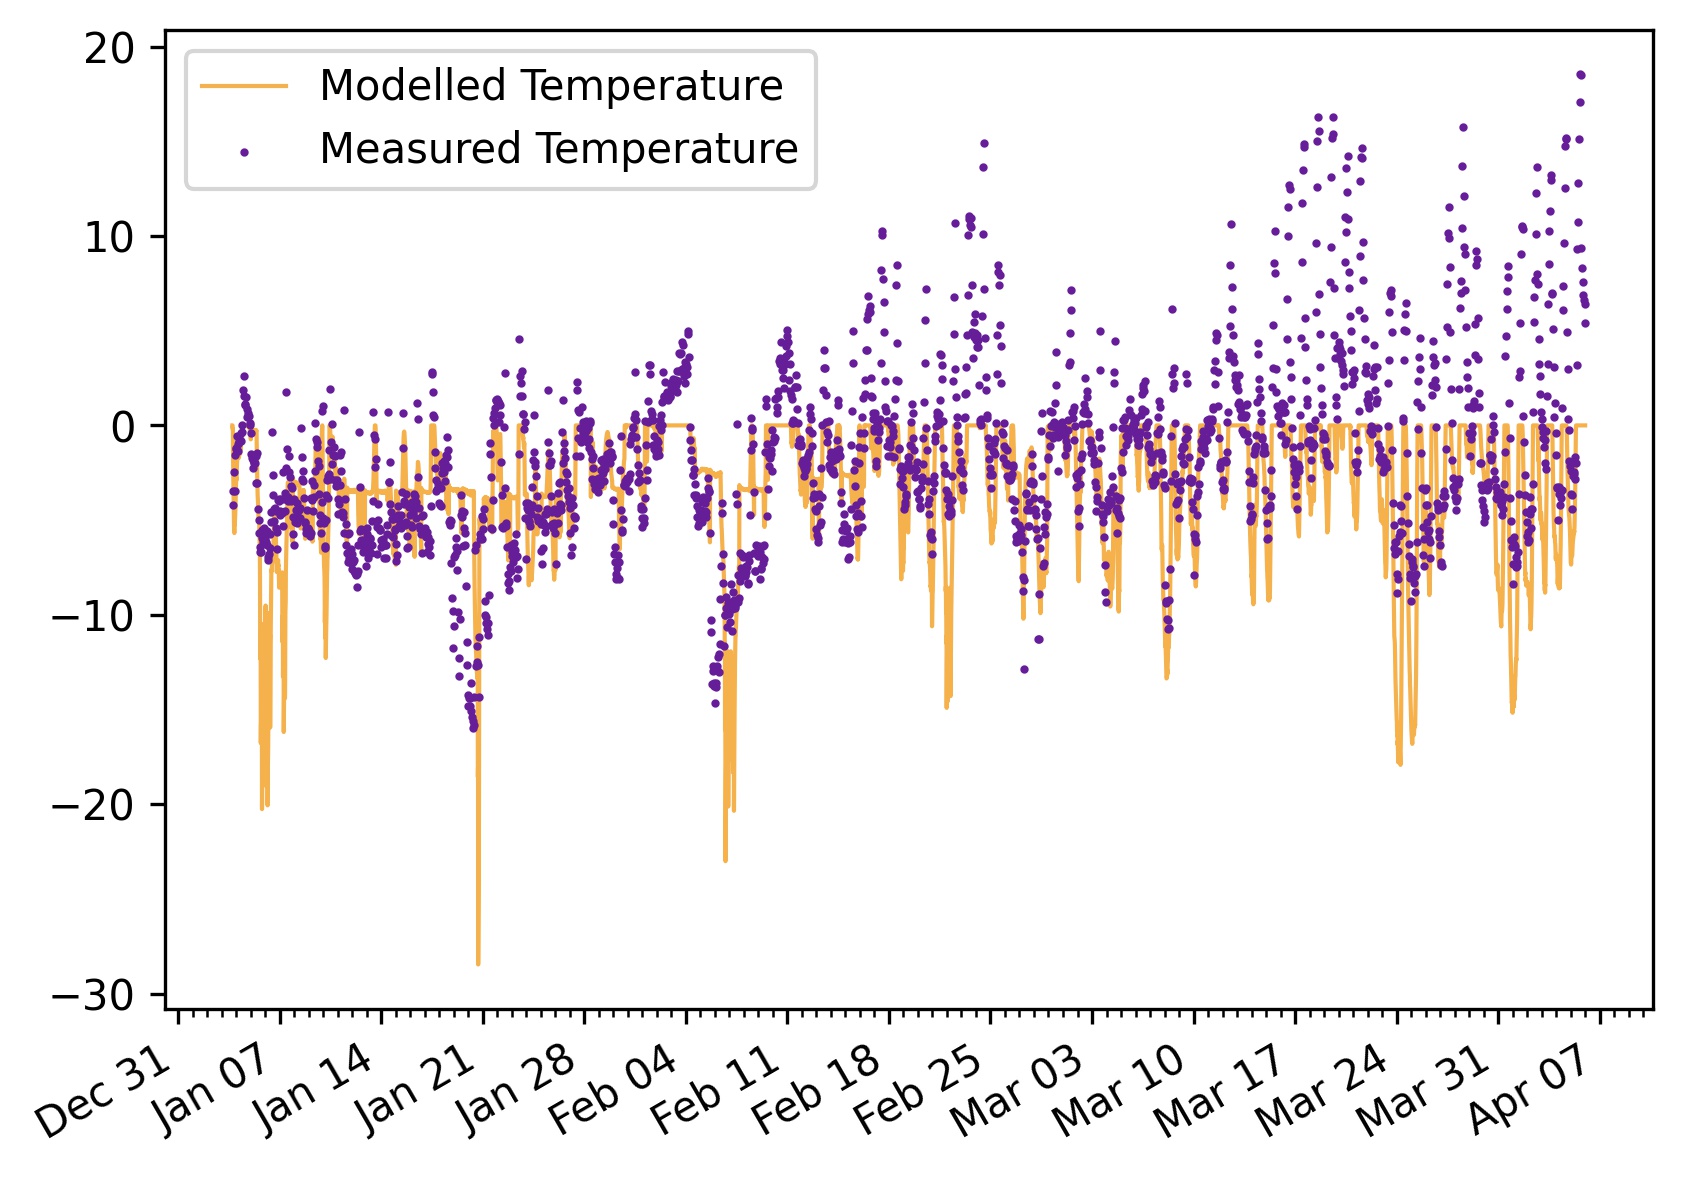 20
10
0
−10
−20
−30
Modelled Temperature
Measured Temperature
Dec 31
Jan 07
Jan 14
Jan 21
Jan 28
Feb 04
Feb 11
Feb 18
Feb 25
Mar 03
Mar 10
Mar 17
Mar 24
Mar 31
Apr 07